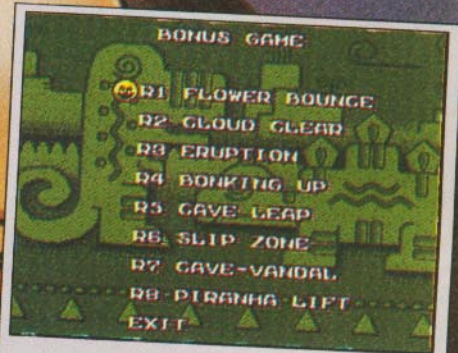 BONUS GAME
R1 FLOWER BOUNCE
R2 CLOUD CLEAR
R3 ERUPTION
R4 BONKING UP
R5 CAVE LEAP
R6 SLIP ZONE
R7 CAVE-VANDAL
R8 PIRANHA LIFT
EXIT